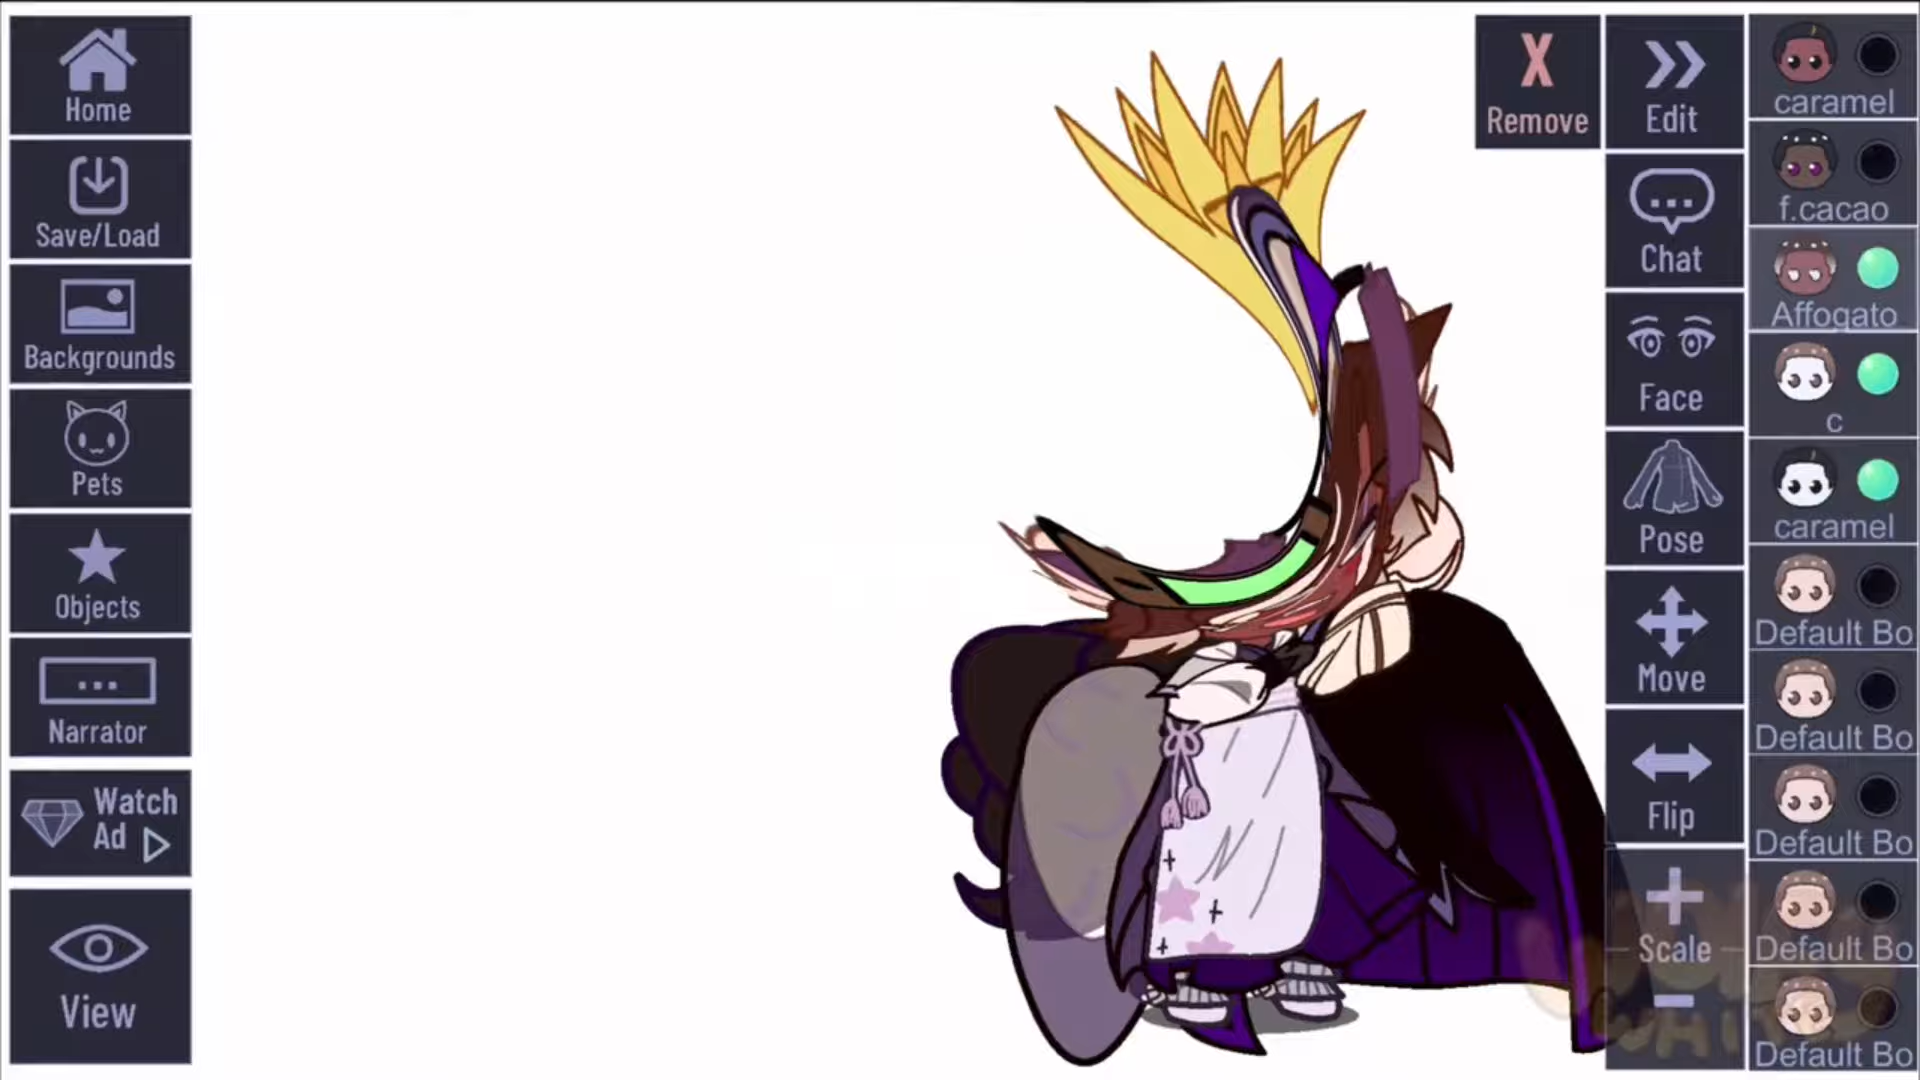 Home
Save/Load
Backgrounds
Pets
Objects
Narrator
Watch
Ad
View
X
Remove
Edit
Chat
Face
Pose
Move
Flip
Scale
caramel
f.cacao
Affogato
c
caramel
Default Bo
Default Bo
Default Bo
Default Bo
Default Bo